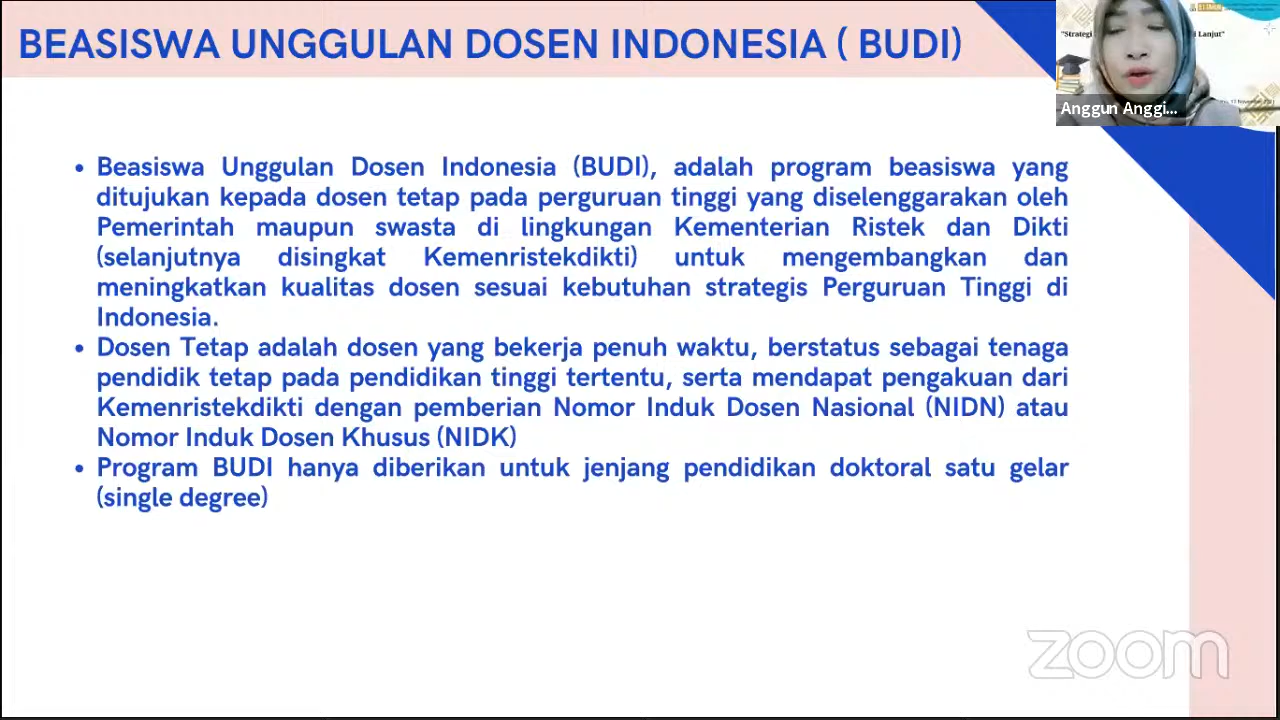 BEASISWA UNGGULAN DOSEN INDONESIA ( BUDI)
"Strategi
i Lanjut"
Anggun Anggi...
• Beasiswa Unggulan Dosen Indonesia (BUDI), adalah program beasiswa yang
ditujukan kepada dosen tetap pada perguruan tinggi yang diselenggarakan oleh
Pemerintah maupun swasta di lingkungan Kementerian Ristek dan Dikti
(selanjutnya disingkat Kemenristekdikti) untuk mengembangkan dan
meningkatkan kualitas dosen sesuai kebutuhan strategis Perguruan Tinggi di
Indonesia.
• Dosen Tetap adalah dosen yang bekerja penuh waktu, berstatus sebagai tenaga
pendidik tetap pada pendidikan tinggi tertentu, serta mendapat pengakuan dari
Kemenristekdikti dengan pemberian Nomor Induk Dosen Nasional (NIDN) atau
Nomor Induk Dosen Khusus (NIDK)
• Program BUDI hanya diberikan untuk jenjang pendidikan doktoral satu gelar
(single degree)
zoom